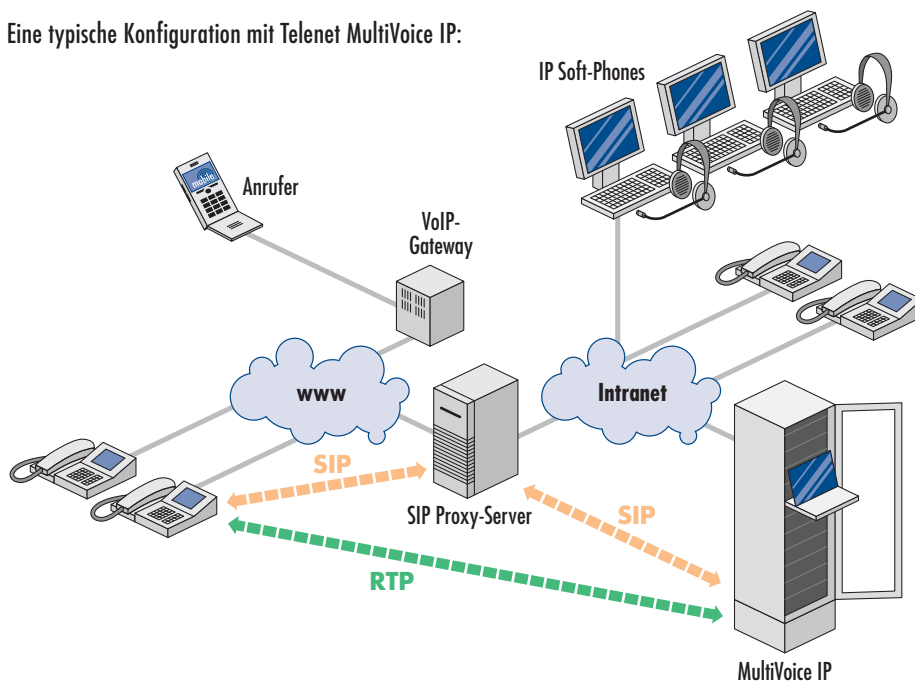 Eine typische Konfiguration mit Telenet MultiVoice IP:
IP Soft-Phones
mobile
Anrufer
VoIP-
Gateway
www
Intranet
SIP
SIP Proxy-Server
SIP
RTP
MultiVoice IP